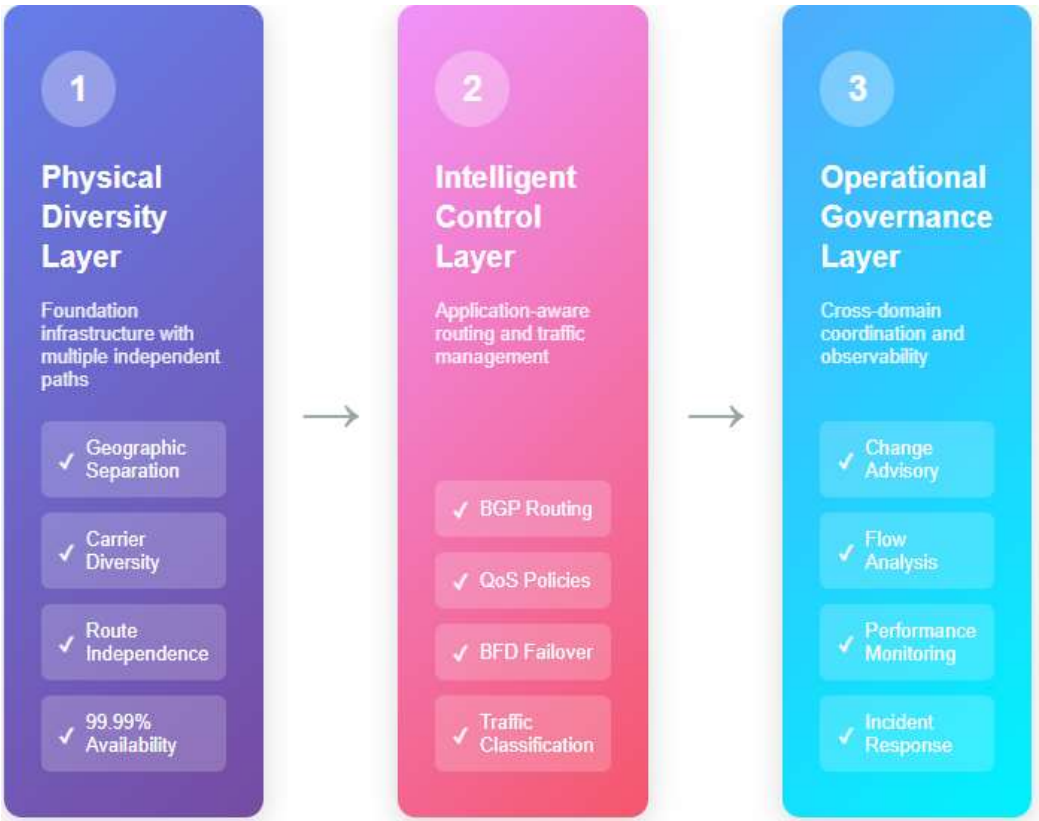 1
Physical
Diversity
Layer
Foundation
infrastructure with
multiple independent
paths
✓ Geographic
Separation
✓ Carrier
Diversity
✓ Route
Independence
✓ 99.99%
Availability
2
Intelligent
Control
Layer
Application-aware
routing and traffic
management
✓ BGP Routing
✓ QoS Policies
✓ BFD Failover
✓ Traffic
Classification
3
Operational
Governance
Layer
Cross-domain
coordination and
observability
✓ Change
Advisory
✓ Flow
Analysis
✓ Performance
Monitoring
✓ Incident
Response